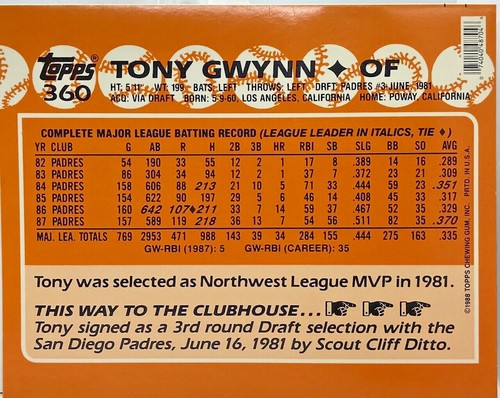 topps
360
TONY GWYNN ♦ OF
HT: 5'11" WT: 199 BATS: LEFT THROWS: LEFT DRFT: PADRES #3-JUNE, 1981
ACQ: VIA DRAFT BORN: 5-9-60, LOS ANGELES, CALIFORNIA HOME: POWAY, CALIFORNIA
COMPLETE MAJOR LEAGUE BATTING RECORD (LEAGUE LEADER IN ITALICS, TIE ♦)
YR CLUB G AB R H 2B 3B HR RBI SB SLG BB SO AVG
82 PADRES 54 190 33 55 12 2 1 17 8 .389 14 16 .289
83 PADRES 86 304 34 94 12 2 1 37 7 .372 23 21 .309
84 PADRES 158 606 88 213 21 10 5 71 33 .444 59 23 .351
85 PADRES 154 622 90 197 29 5 6 46 14 .408 45 33 .317
86 PADRES 160 642 107♦ 211 33 7 14 59 37 .467 52 35 .329
87 PADRES 157 589 119 218 36 13 7 54 56 .511 82 35 .370
MAJ. LEA. TOTALS 769 2953 471 988 143 39 34 284 155 .444 275 163 .335
GW-RBI (1987): 5 GW-RBI (CAREER): 35
Tony was selected as Northwest League MVP in 1981.
THIS WAY TO THE CLUBHOUSE...
Tony signed as a 3rd round Draft selection with the
San Diego Padres, June 16, 1981 by Scout Cliff Ditto.
©1988 TOPPS CHEWING GUM, INC. PRTD. IN U.S.A.